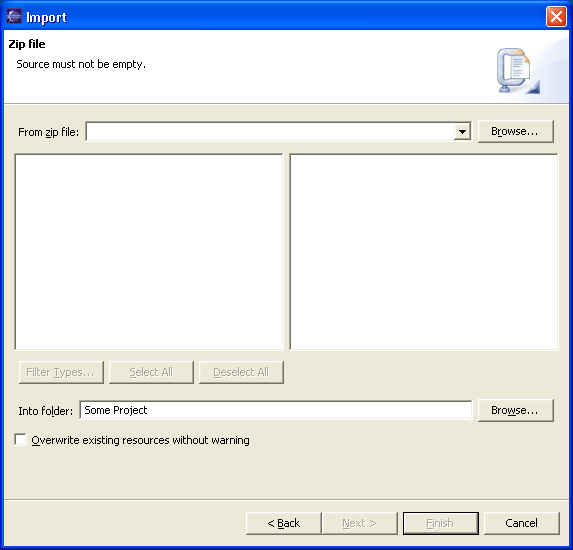 Import
Zip file
Source must not be empty.
From zip file:
Browse...
Filter Types...
Select All
Deselect All
Into folder:
Some Project
Browse...
Overwrite existing resources without warning
< Back
Next >
Finish
Cancel